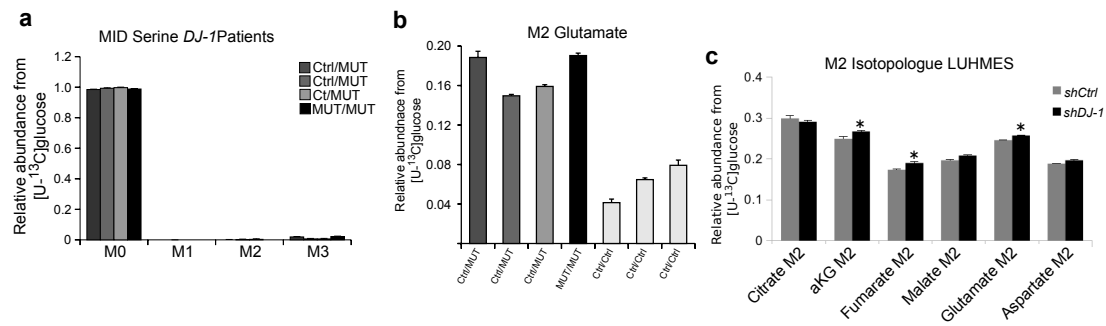 a
MID Serine DJ-1Patients
Relative abundance from
[U-¹³C]glucose
1.2
1.0
0.8
0.6
0.4
0.2
0
M0 M1 M2 M3
Ctrl/MUT
Ctrl/MUT
Ct/MUT
MUT/MUT
b
M2 Glutamate
Relative abundnace from
[U-¹³C]glucose
0.20
0.16
0.12
0.08
0.04
Ctrl/MUT
Ctrl/MUT
Ctrl/MUT
MUT/MUT
Ctrl/Ctrl
Ctrl/Ctrl
Ctrl/Ctrl
c
M2 Isotopologue LUHMES
Relative abundance from
[U-¹³C]glucose
0.4
0.3
0.2
0.1
0
shCtrl
shDJ-1
*
*
*
Citrate M2
aKG M2
Fumarate M2
Malate M2
Glutamate M2
Aspartate M2